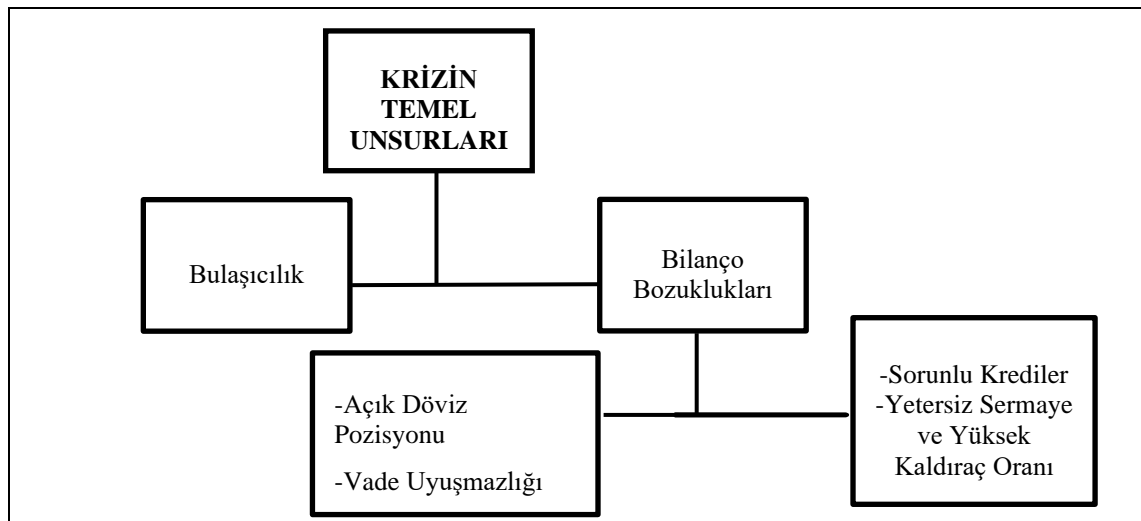 KRİZİN
TEMEL
UNSURLARI
Bulaşıcılık
Bilanço
Bozuklukları
-Açık Döviz
Pozisyonu
-Vade Uyuşmazlığı
-Sorunlu Krediler
-Yetersiz Sermaye
ve Yüksek
Kaldıraç Oranı